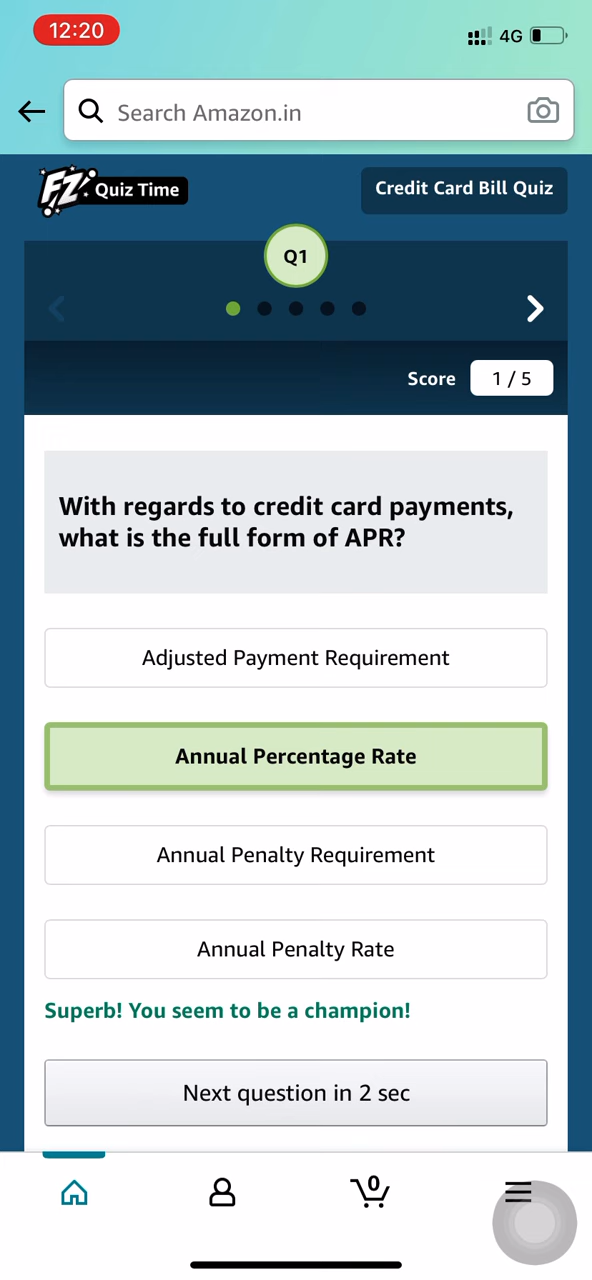 12:20
4G
Search Amazon.in
FZ Quiz Time
Credit Card Bill Quiz
Q1
Score 1 / 5
With regards to credit card payments,
what is the full form of APR?
Adjusted Payment Requirement
Annual Percentage Rate
Annual Penalty Requirement
Annual Penalty Rate
Superb! You seem to be a champion!
Next question in 2 sec
0